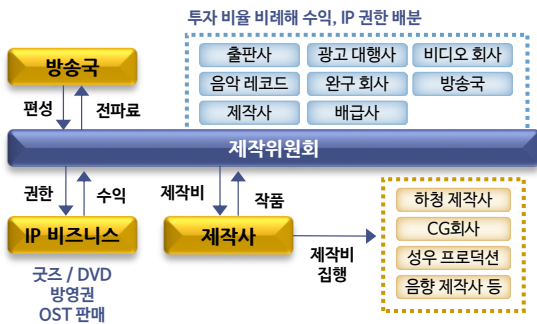 투자 비율 비례해 수익, IP 권한 배분
출판사 광고 대행사 비디오 회사
음악 레코드 완구 회사 방송국
제작사 배급사
방송국
편성 전파료
제작위원회
권한 수익 제작비 작품
IP 비즈니스
제작사
제작비
집행
하청 제작사
CG회사
성우 프로덕션
음향 제작사 등
굿즈 / DVD
방영권
OST 판매